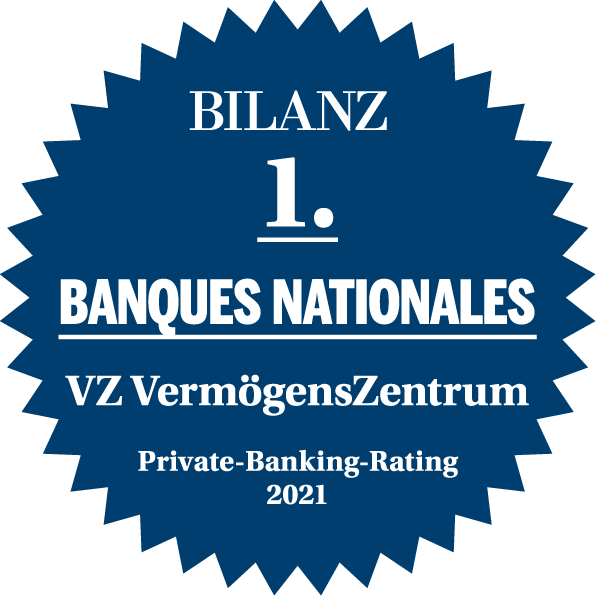 BILANZ
1.
BANQUES NATIONALES
VZ VermögensZentrum
Private-Banking-Rating
2021